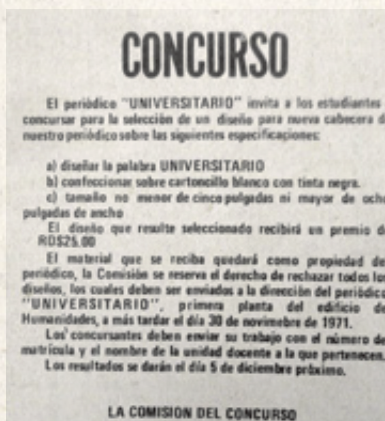 CONCURSO
El periódico "UNIVERSITARIO" invita a los estudiantes
concursar para la selección de un diseño para nueva cabecera d
nuestro periódico sobre las siguientes especificaciones:
a) diseñar la palabra UNIVERSITARIO
b) confeccionar sobre cartoncillo blanco con tinta negra.
c) tamaño no menor de cinco pulgadas ni mayor de och
pulgadas de ancho
El diseño que resulte seleccionado recibirá un premio d
RD$25.00
El material que se reciba quedará como propiedad de
periódico, la Comisión se reserva el derecho de rechazar todos los
diseños, los cuales deben ser enviados a la dirección del periódico
"UNIVERSITARIO", primera planta del edificio de
Humanidades, a más tardar el día 30 de novimebre de 1971.
Los concursantes deben enviar su trabajo con el número de
matrícula y el nombre de la unidad docente a la que pertenecen.
Los resultados se darán el día 5 de diciembre próximo.
LA COMISION DEL CONCURSO